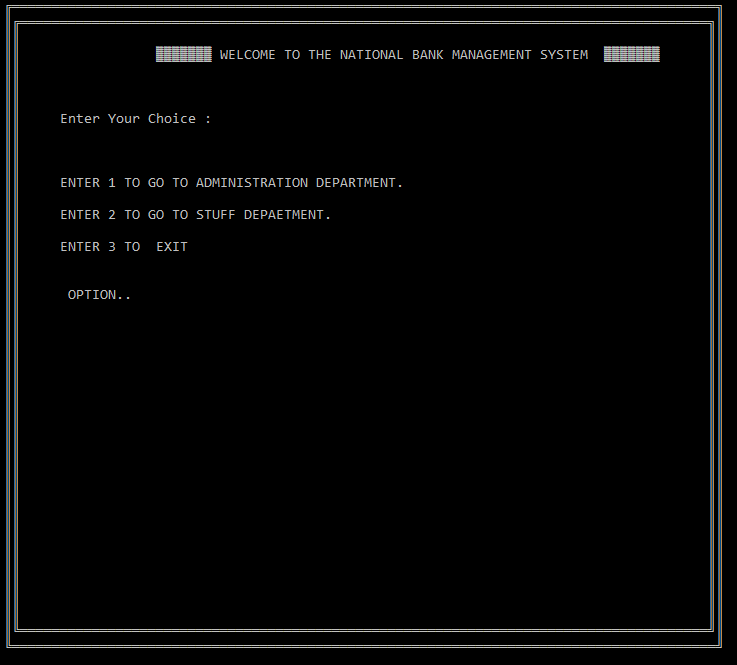 WELCOME TO THE NATIONAL BANK MANAGEMENT SYSTEM
Enter Your Choice :
ENTER 1 TO GO TO ADMINISTRATION DEPARTMENT.
ENTER 2 TO GO TO STUFF DEPAETMENT.
ENTER 3 TO  EXIT
OPTION..